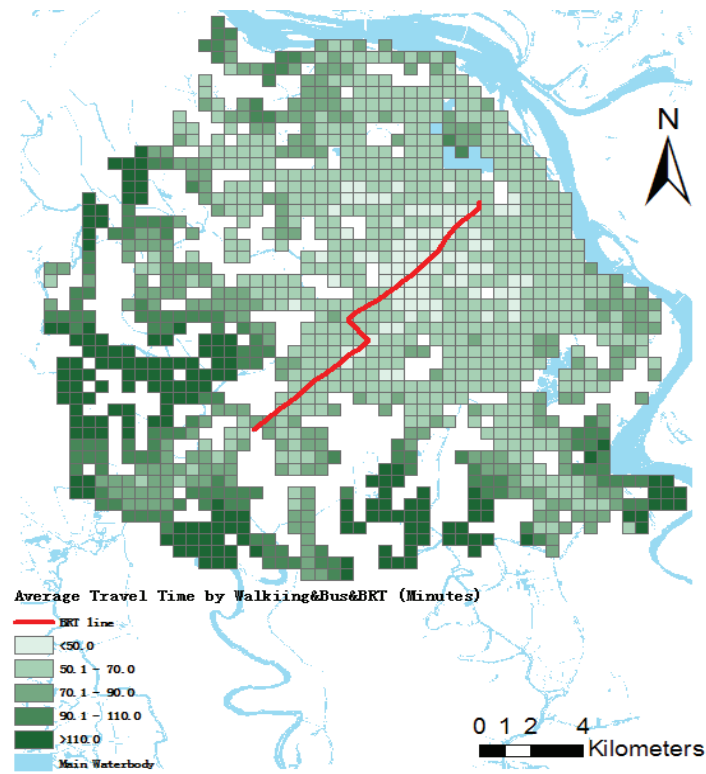 N
Average Travel Time by Walkiing&Bus&BRT (Minutes)
BRT line
<50.0
50.1 - 70.0
70.1 - 90.0
90.1 - 110.0
>110.0
Main Waterbody
0 1 2 4
Kilometers